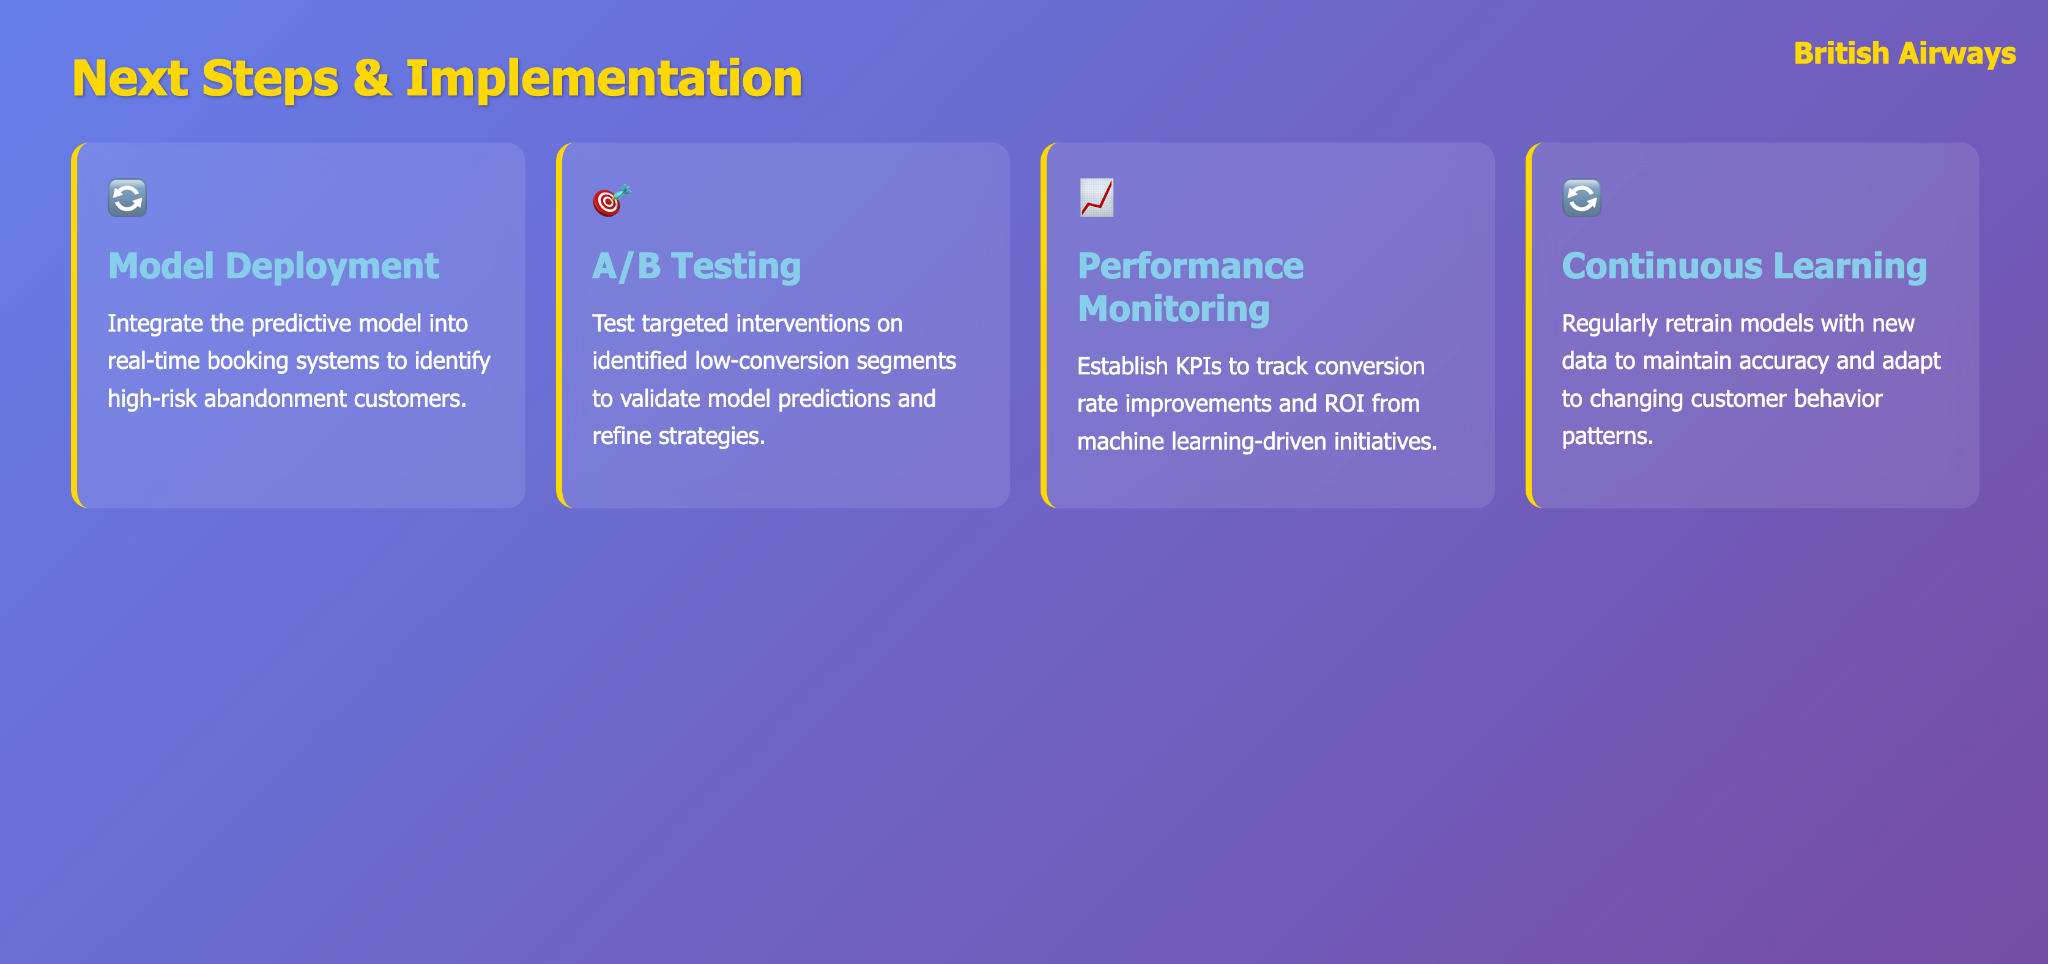 British Airways
Next Steps & Implementation
Model Deployment
Integrate the predictive model into
real-time booking systems to identify
high-risk abandonment customers.
A/B Testing
Test targeted interventions on
identified low-conversion segments
to validate model predictions and
refine strategies.
Performance
Monitoring
Establish KPIs to track conversion
rate improvements and ROI from
machine learning-driven initiatives.
Continuous Learning
Regularly retrain models with new
data to maintain accuracy and adapt
to changing customer behavior
patterns.